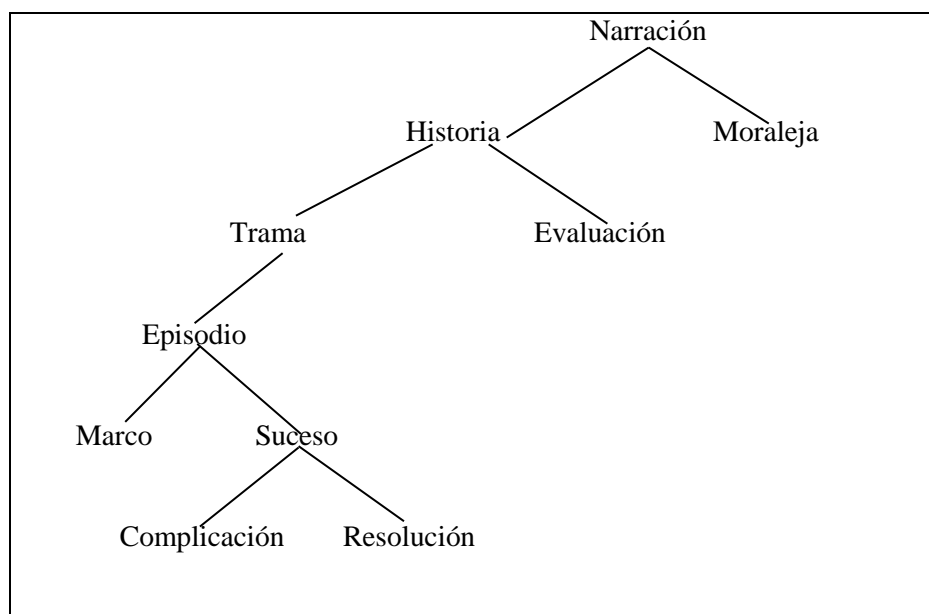 Narración
Historia Moraleja
Trama Evaluación
Episodio
Marco Suceso
Complicación Resolución